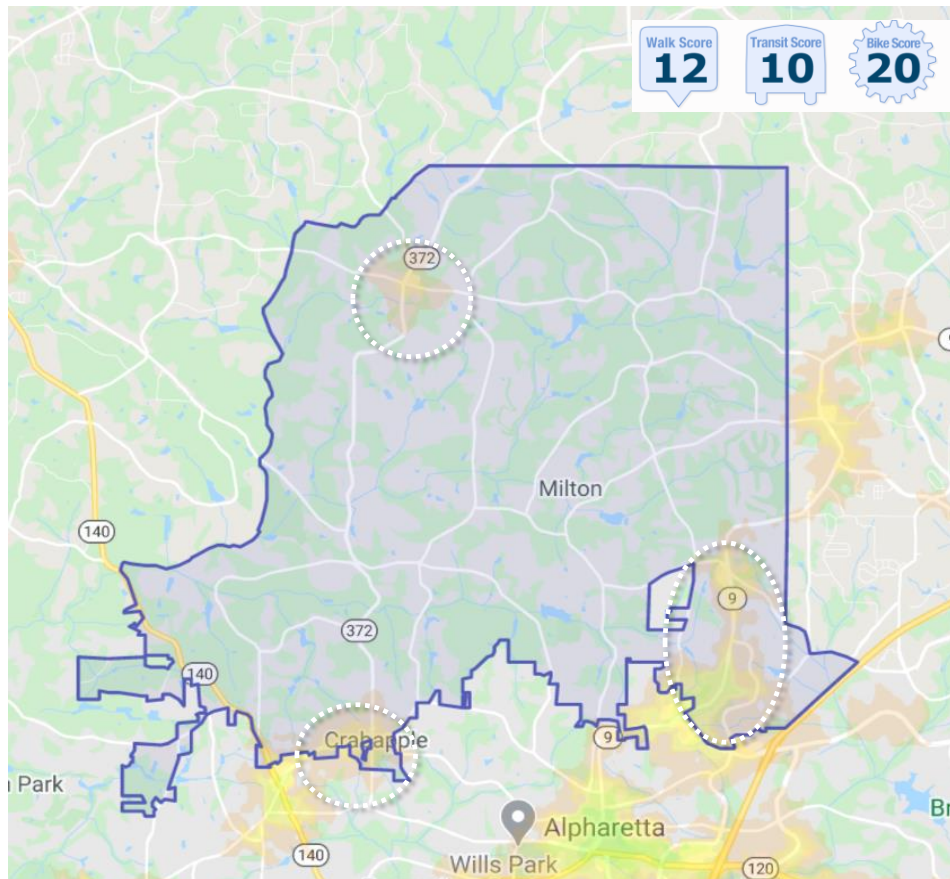 Walk Score
12
Transit Score
10
Bike Score
20
372
Milton
140
9
372
140
Crabapple
9
Park
Alpharetta
Wills Park
140
120